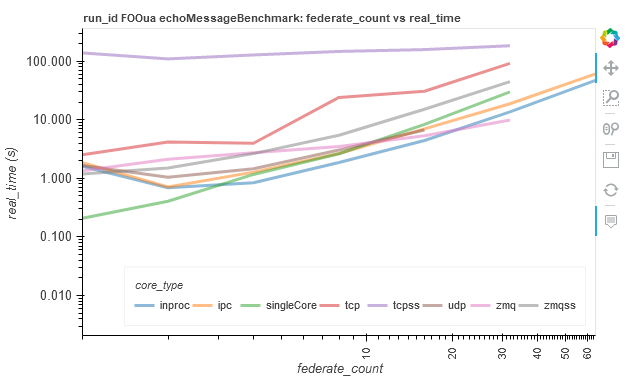 run_id FOOua echoMessageBenchmark: federate_count vs real_time
100.000
10.000
1.000
0.100
0.010
real_time (s)
core_type
inproc ipc singleCore tcp tcpss udp zmq zmqss
10 20 30 40 50 60
federate_count